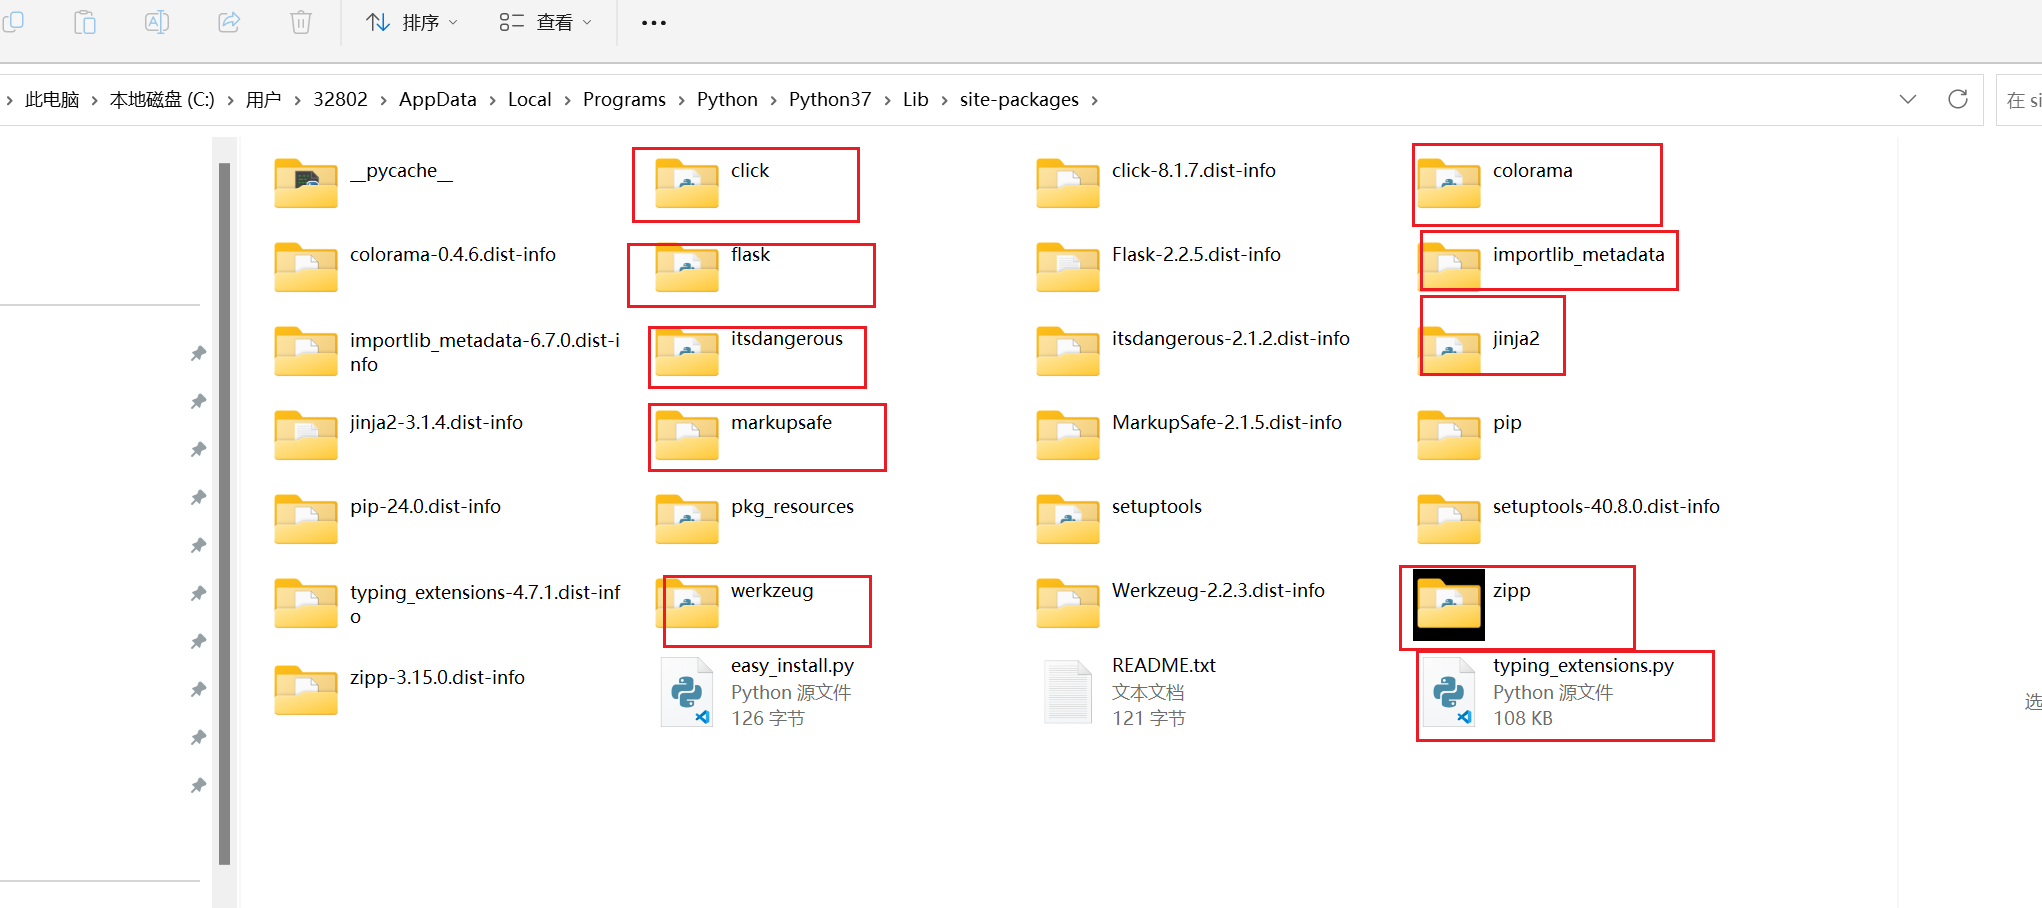 排序 查看
此电脑 本地磁盘 (C:) 用户 32802 AppData Local Programs Python Python37 Lib site-packages
在 si
__pycache__ click click-8.1.7.dist-info colorama
colorama-0.4.6.dist-info flask Flask-2.2.5.dist-info importlib_metadata
importlib_metadata-6.7.0.dist-i
nfo
itsdangerous itsdangerous-2.1.2.dist-info jinja2
jinja2-3.1.4.dist-info markupsafe MarkupSafe-2.1.5.dist-info pip
pip-24.0.dist-info pkg_resources setuptools setuptools-40.8.0.dist-info
typing_extensions-4.7.1.dist-inf
o
werkzeug Werkzeug-2.2.3.dist-info zipp
zipp-3.15.0.dist-info
easy_install.py
Python 源文件
126 字节
README.txt
文本文档
121 字节
typing_extensions.py
Python 源文件
108 KB
选